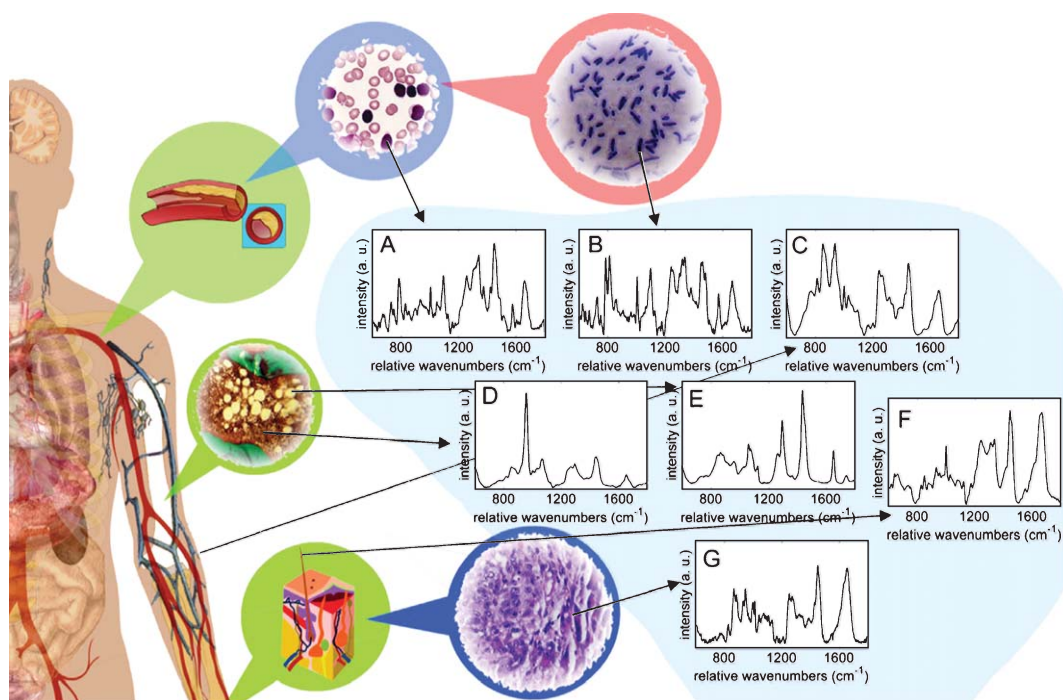 A
intensity (a. u.)
800 1200 1600
relative wavenumbers (cm⁻¹)
B
intensity (a. u.)
800 1200 1600
relative wavenumbers (cm⁻¹)
C
intensity (a. u.)
800 1200 1600
relative wavenumbers (cm⁻¹)
D
intensity (a. u.)
800 1200 1600
relative wavenumbers (cm⁻¹)
E
intensity (a. u.)
800 1200 1600
relative wavenumbers (cm⁻¹)
F
intensity (a. u.)
800 1200 1600
relative wavenumbers (cm⁻¹)
G
intensity (a. u.)
800 1200 1600
relative wavenumbers (cm⁻¹)